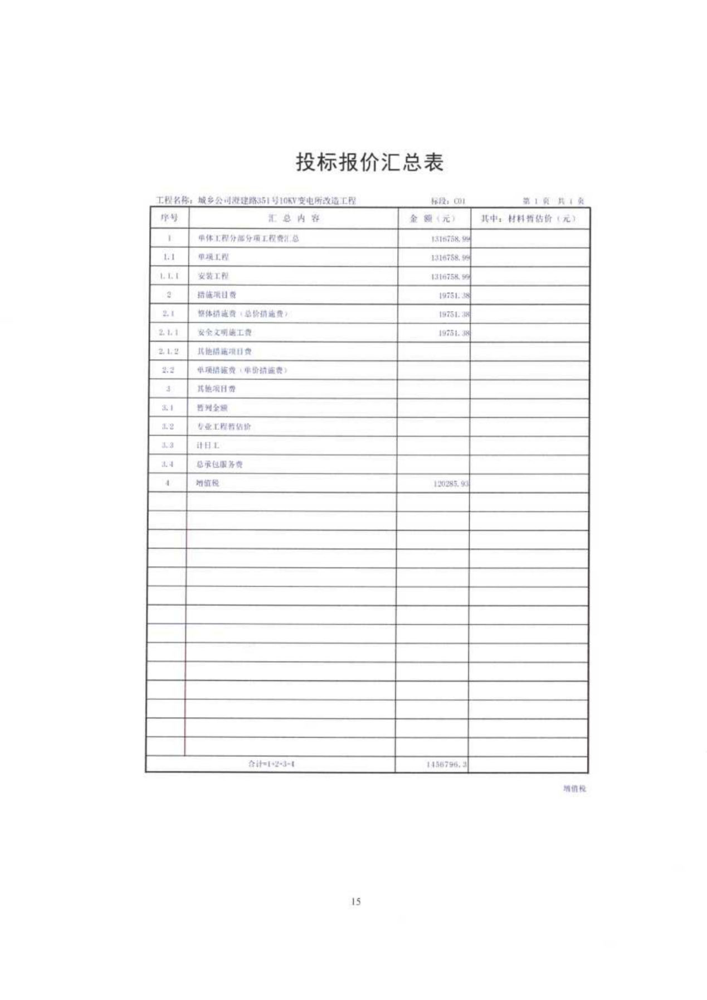 投标报价汇总表
工程名称：城乡公司澄建路351号10KV变电所改造工程 标段：C01 第 1 页 共 1 页
序号 汇 总 内 容 金 额（元） 其中：材料暂估价（元）
1 单体工程分部分项工程费汇总 1316758.99
1.1 单项工程 1316758.99
1.1.1 安装工程 1316758.99
2 措施项目费 19751.38
2.1 整体措施费（总价措施费） 19751.38
2.1.1 安全文明施工费 19751.38
2.1.2 其他措施项目费
2.2 单项措施费（单价措施费）
3 其他项目费
3.1 暂列金额
3.2 专业工程暂估价
3.3 计日工
3.4 总承包服务费
4 增值税 120285.93
合计=1+2+3+4 1456796.3
增值税
15